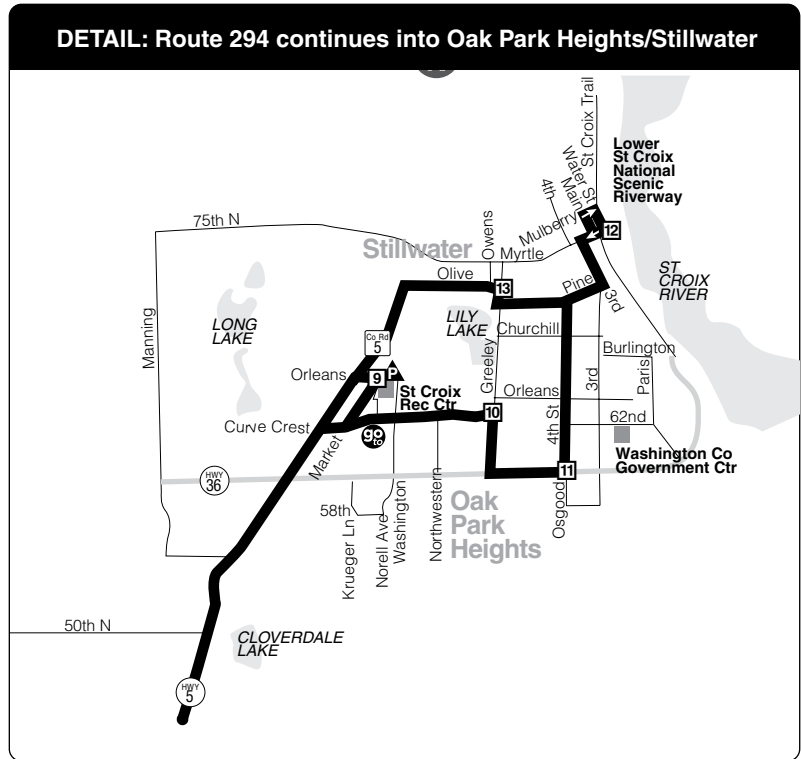 DETAIL: Route 294 continues into Oak Park Heights/Stillwater
St Croix Trail
Water St
Main
4th
Mulberry
Lower
St Croix
National
Scenic
Riverway
12
75th N
Stillwater
Owens
Myrtle
Olive
13
Pine
3rd
ST
CROIX
RIVER
Manning
LONG
LAKE
LILY
LAKE
Churchill
Co Rd
5
Burlington
Greeley
3rd
Paris
Orleans
9
P
St Croix
Rec Ctr
Orleans
10
4th St
62nd
Curve Crest
go
to
Market
Washington Co
Government Ctr
HWY
36
11
Oak
Park
Heights
Osgood
58th
Krueger Ln
Norell Ave
Washington
Northwestern
50th N
CLOVERDALE
LAKE
HWY
5